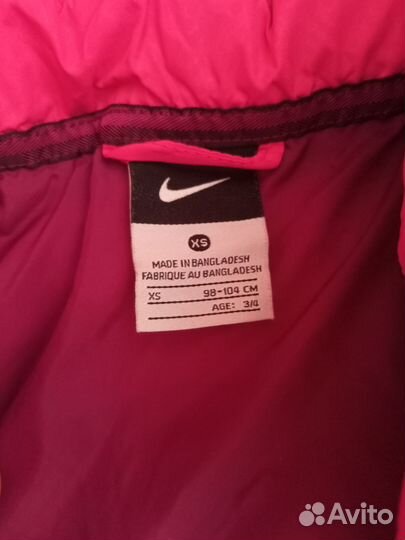 XS
MADE IN BANGLADESH
FABRIQUE AU BANGLADESH
XS 98-104 CM
AGE: 3/4
Avito